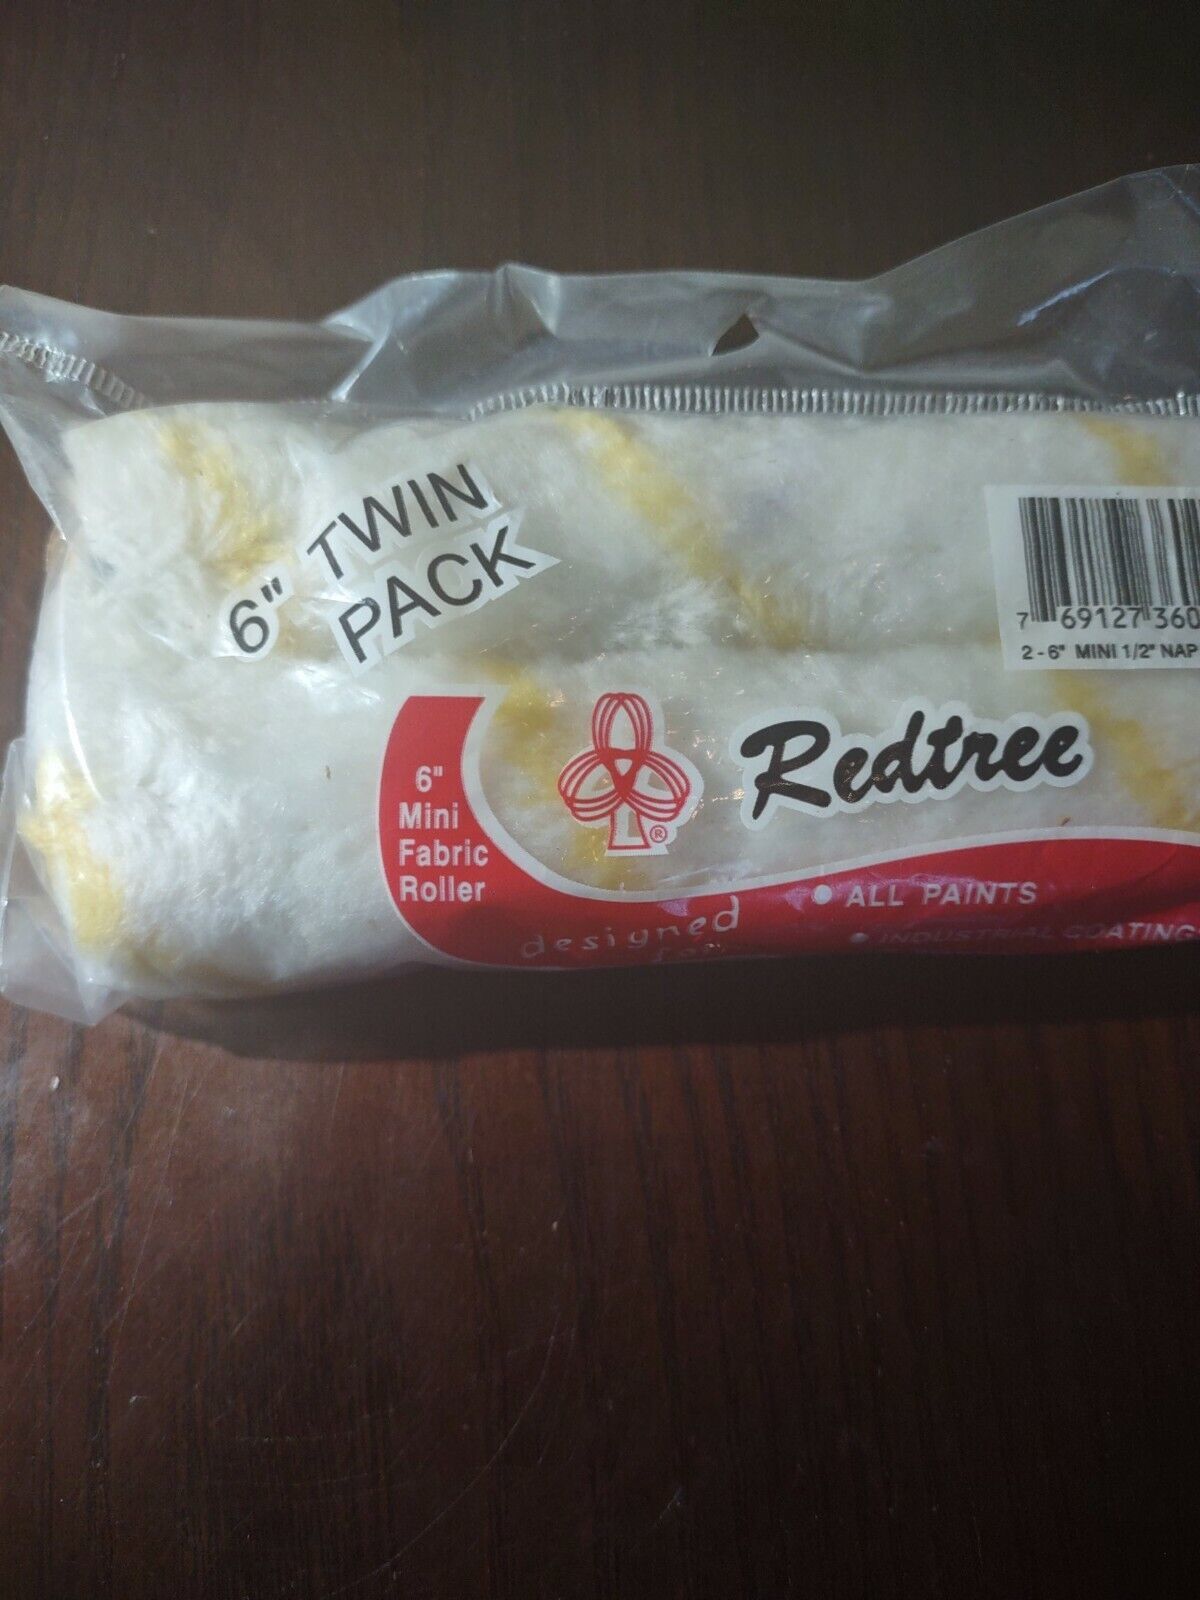 6" TWIN
PACK
7 69127 360
2 - 6" MINI 1/2" NAP
Redtree
®
6"
Mini
Fabric
Roller
designed
• ALL PAINTS
• INDUSTRIAL COATING